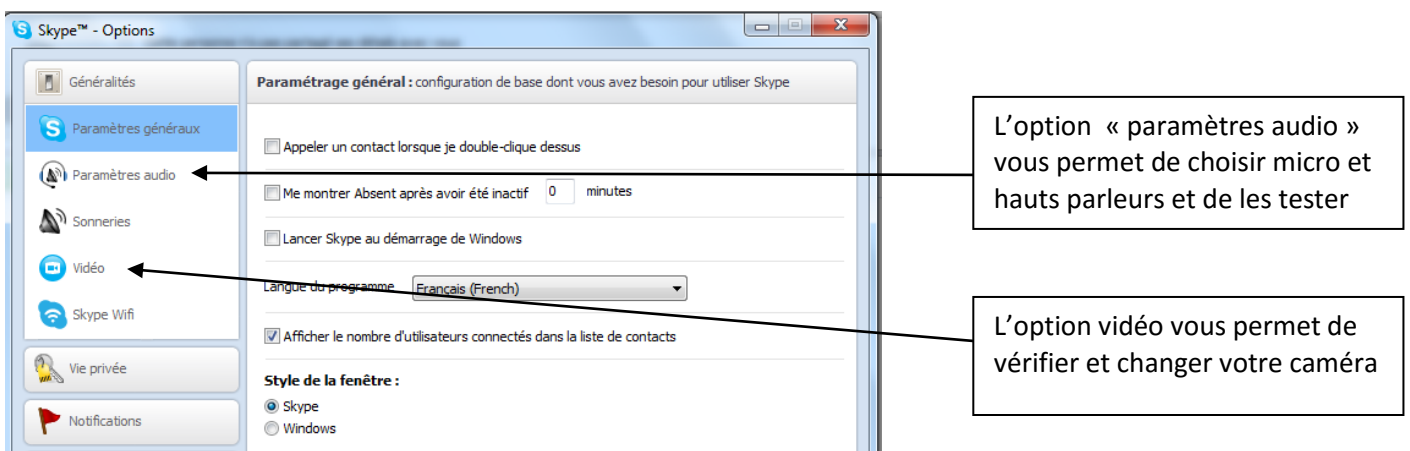 Skype™ - Options
Généralités
Paramètres généraux
Paramètres audio
Sonneries
Vidéo
Skype Wifi
Vie privée
Notifications
Paramétrage général : configuration de base dont vous avez besoin pour utiliser Skype
Appeler un contact lorsque je double-clique dessus
Me montrer Absent après avoir été inactif 0 minutes
Lancer Skype au démarrage de Windows
Langue du programme Français (French)
Afficher le nombre d'utilisateurs connectés dans la liste de contacts
Style de la fenêtre :
Skype
Windows
L'option « paramètres audio »
vous permet de choisir micro et
hauts parleurs et de les tester
L'option vidéo vous permet de
vérifier et changer votre caméra